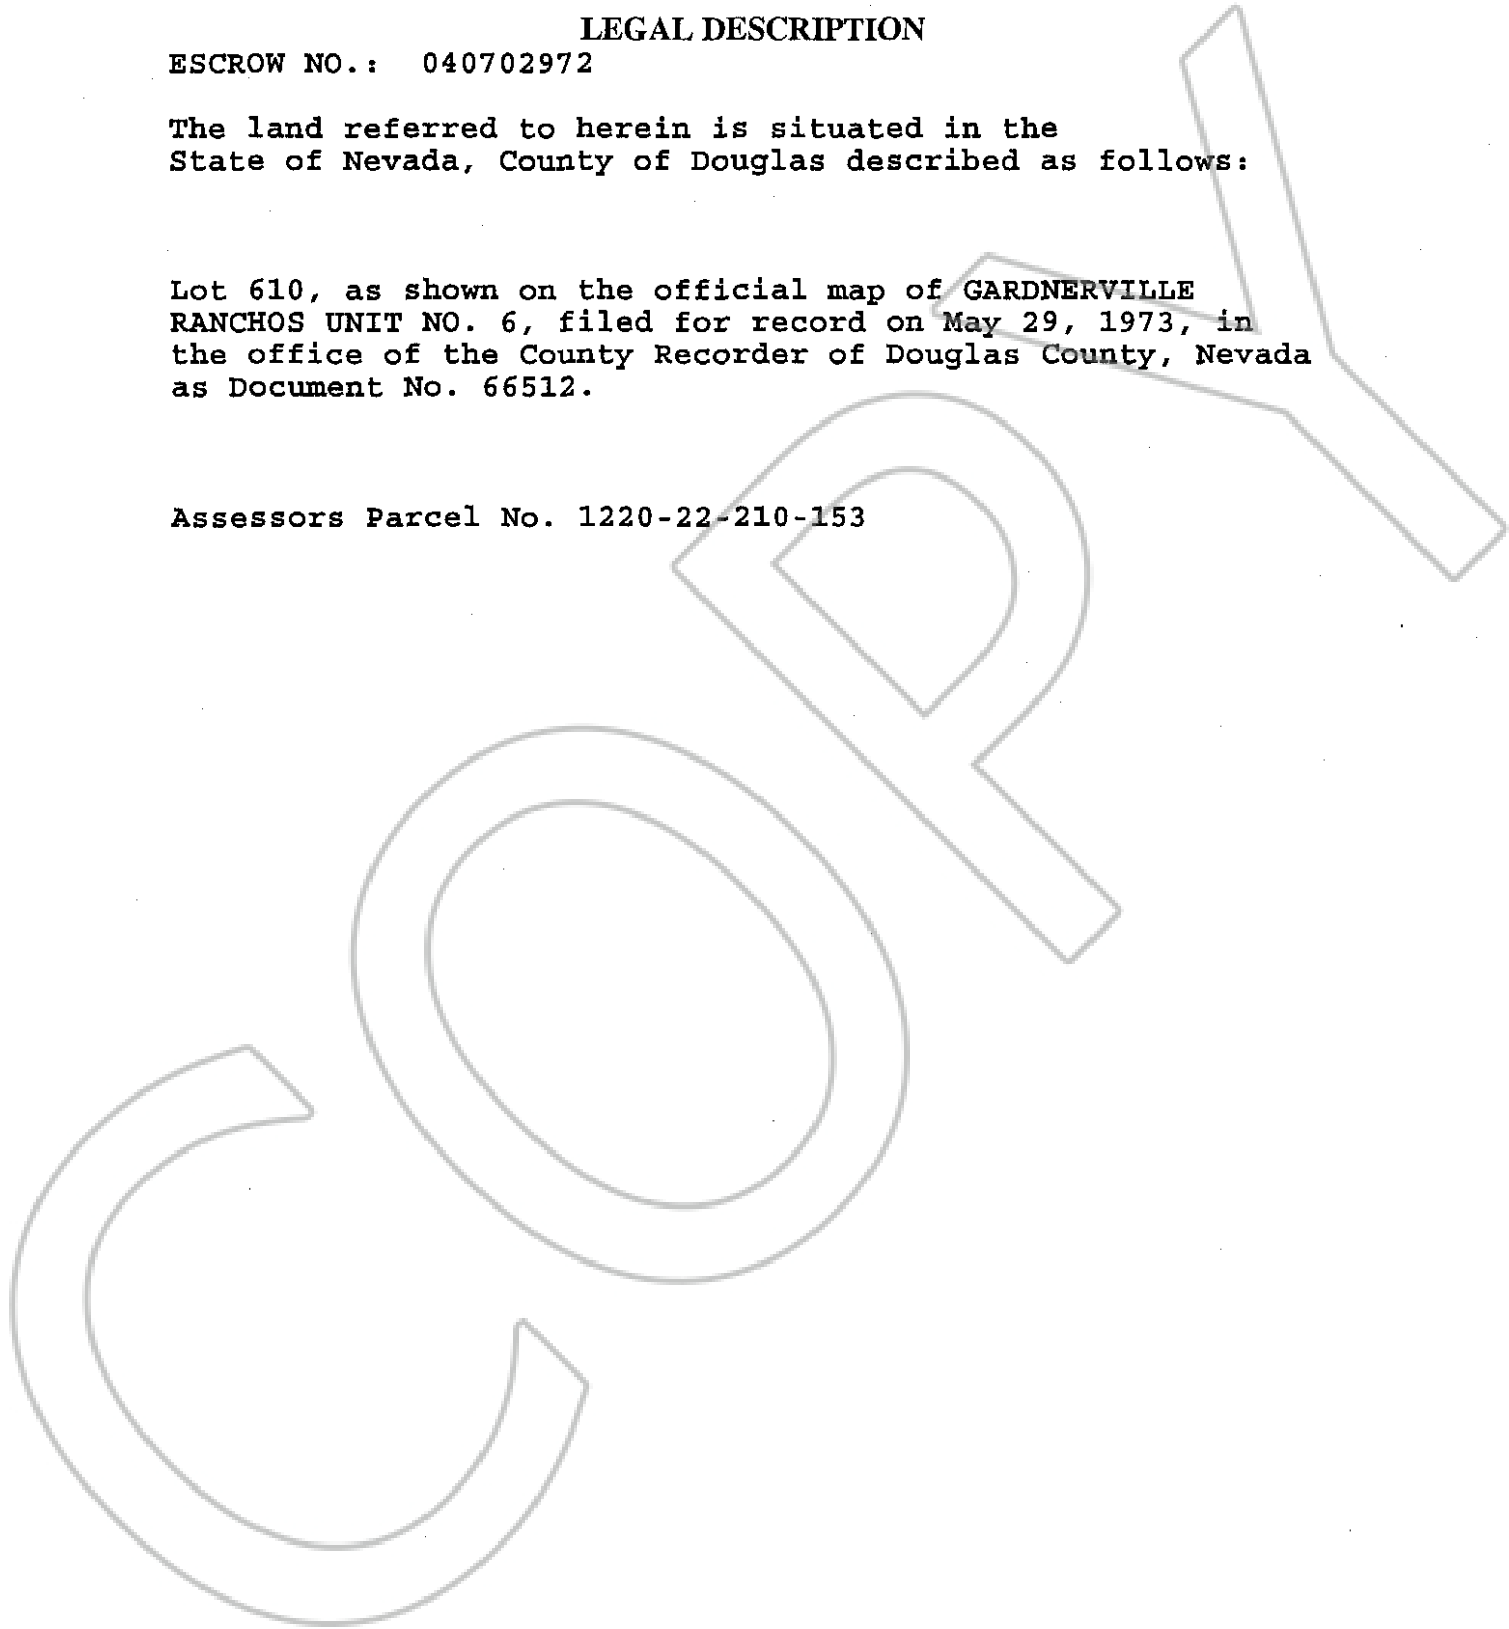 LEGAL DESCRIPTION
ESCROW NO.: 040702972
The land referred to herein is situated in the
State of Nevada, County of Douglas described as follows:
Lot 610, as shown on the official map of GARDNERVILLE
RANCHOS UNIT NO. 6, filed for record on May 29, 1973, in
the office of the County Recorder of Douglas County, Nevada
as Document No. 66512.
Assessors Parcel No. 1220-22-210-153
COPY